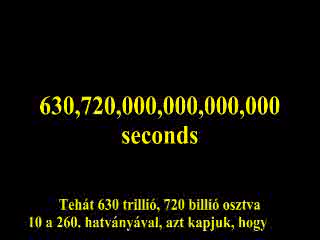 630,720,000,000,000,000
seconds
Tehát 630 trillió, 720 billió osztva
10 a 260. hatványával, azt kapjuk, hogy